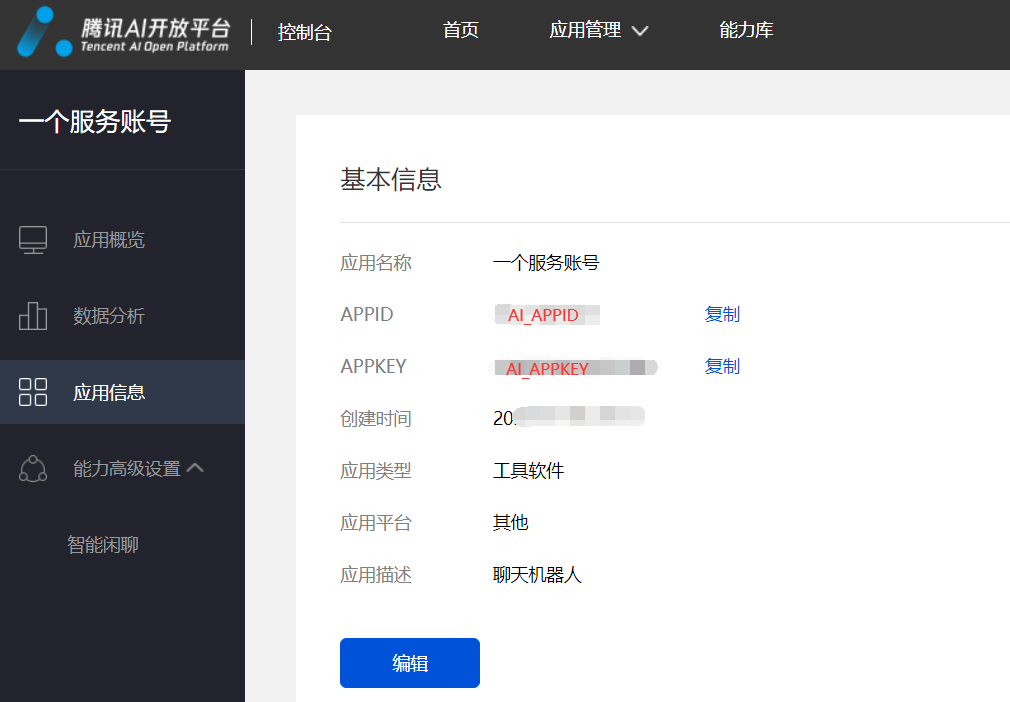 腾讯AI开放平台
Tencent AI Open Platform
控制台
首页
应用管理
能力库
一个服务账号
应用概览
数据分析
应用信息
能力高级设置
智能闲聊
基本信息
应用名称 一个服务账号
APPID AI_APPID 复制
APPKEY AI_APPKEY 复制
创建时间 20
应用类型 工具软件
应用平台 其他
应用描述 聊天机器人
编辑